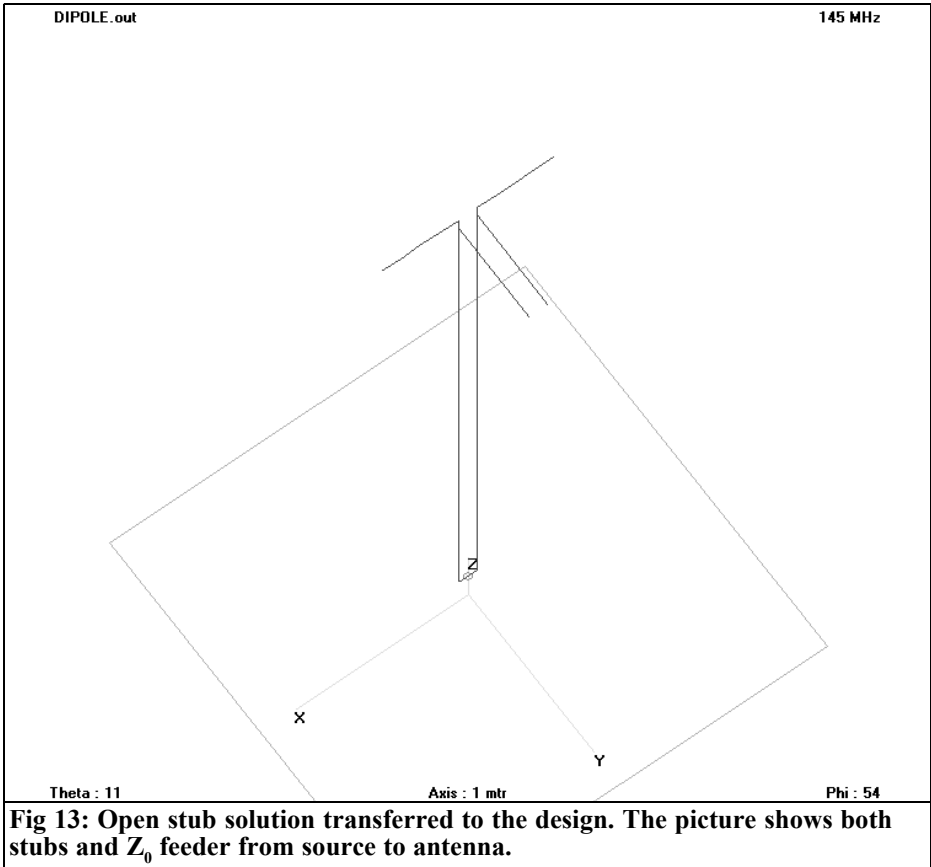 DIPOLE.out 145 MHz
Z
X
Y
Theta : 11 Axis : 1 mtr Phi : 54
Fig 13: Open stub solution transferred to the design. The picture shows both
stubs and Z₀ feeder from source to antenna.